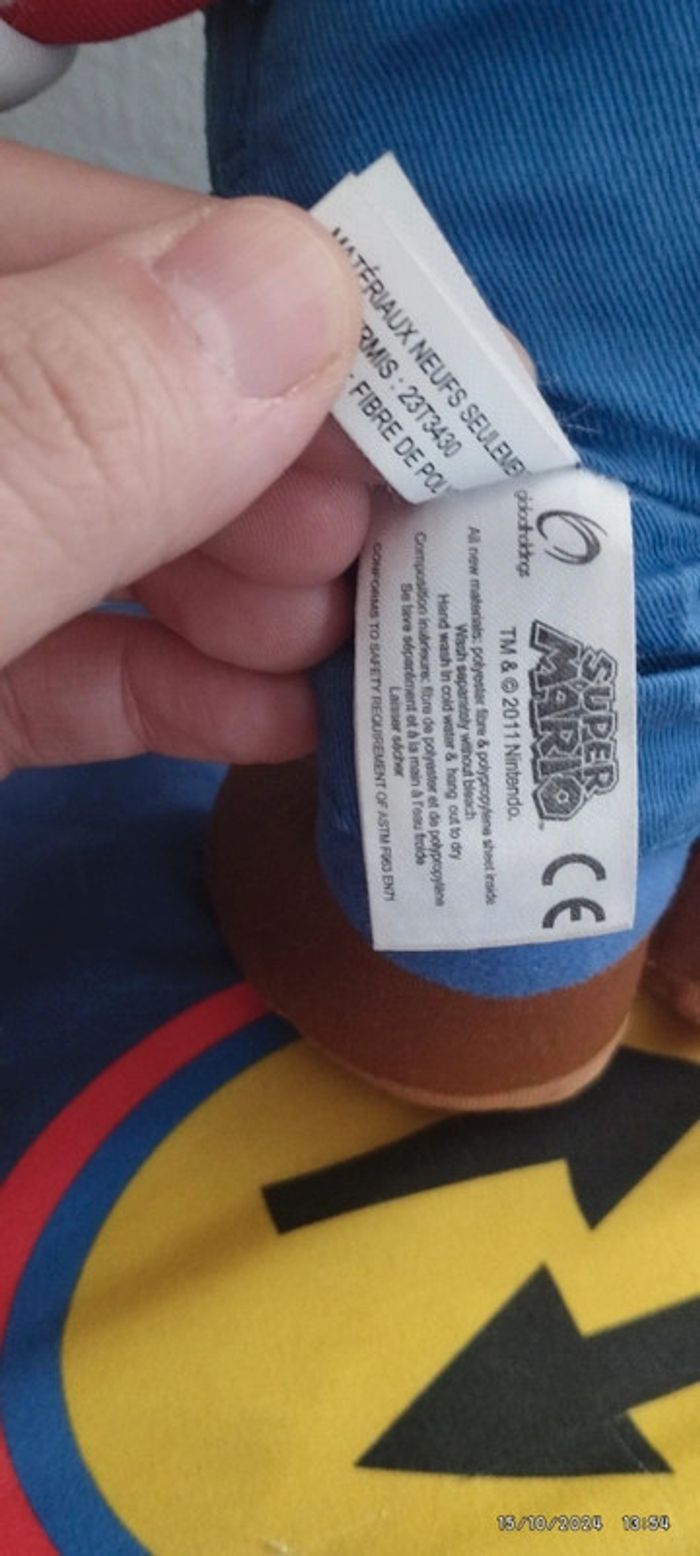 MATÉRIAUX NEUFS
RMIS : 23T3430
: FIBRE DE
globalholdings
SUPER
MARIO
TM
CE
TM & © 2011 Nintendo.
All new materials: polyester fibre & polypropylene sheet inside
Wash separately without bleach
Hand wash in cold water & hang out to dry
Composition intérieure: fibre de polyester et de polypropylène
Se lave séparément et à la main à l'eau froide
Laisser sécher
CONFORMS TO SAFETY REQUIREMENT OF ASTM F963 EN71
15/10/2024 13:54